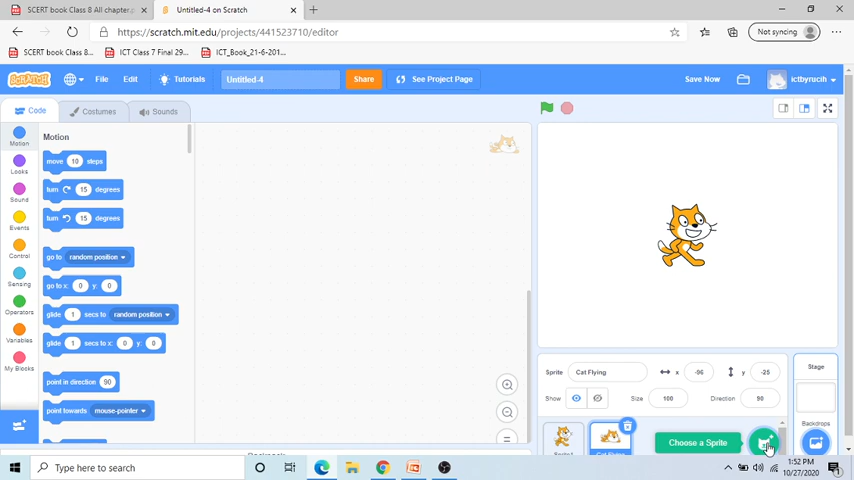 SCERT book Class 8 All chapter.p
Untitled-4 on Scratch
https://scratch.mit.edu/projects/441523710/editor
Not syncing
SCERT book Class 8...
ICT Class 7 Final 29...
ICT_Book_21-6-201...
SCRATCH
File
Edit
Tutorials
Untitled-4
Share
See Project Page
Save Now
ictbyrucih
Code
Costumes
Sounds
Motion
Looks
Sound
Events
Control
Sensing
Operators
Variables
My Blocks
Motion
move 10 steps
turn 15 degrees
turn 15 degrees
go to random position
go to x: 0 y: 0
glide 1 secs to random position
glide 1 secs to x: 0 y: 0
point in direction 90
point towards mouse-pointer
Sprite Cat Flying x -96 y -25
Show Size 100 Direction 90
Stage
Backdrops
Choose a Sprite
Type here to search
1:52 PM
10/27/2020